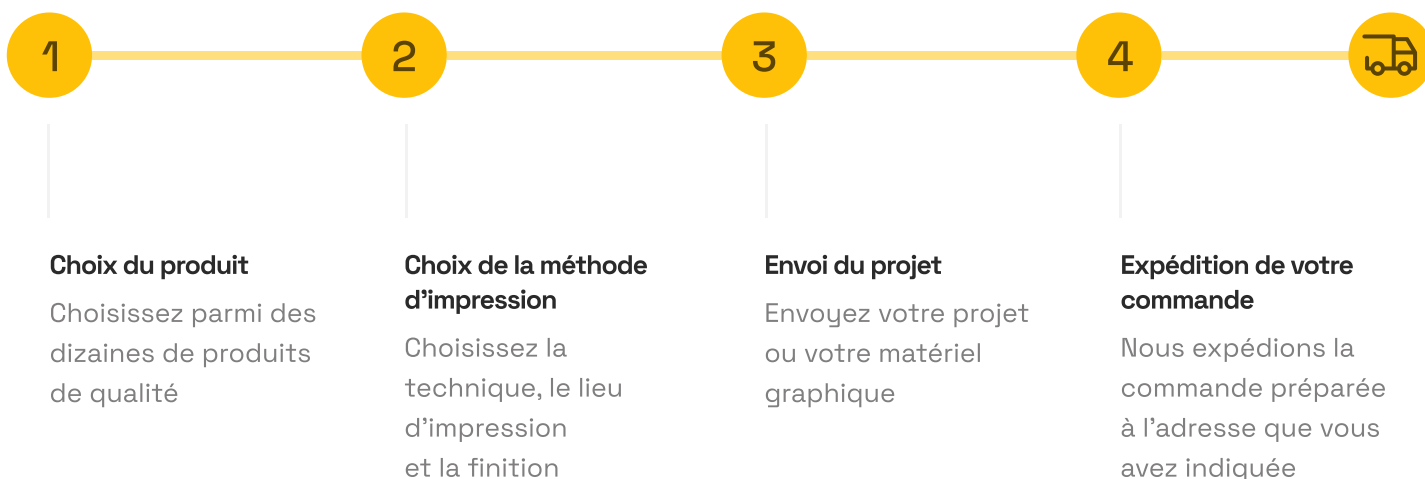 1
2
3
4
Choix du produit
Choisissez parmi des
dizaines de produits
de qualité
Choix de la méthode
d’impression
Choisissez la
technique, le lieu
d’impression
et la finition
Envoi du projet
Envoyez votre projet
ou votre matériel
graphique
Expédition de votre
commande
Nous expédions la
commande préparée
à l’adresse que vous
avez indiquée